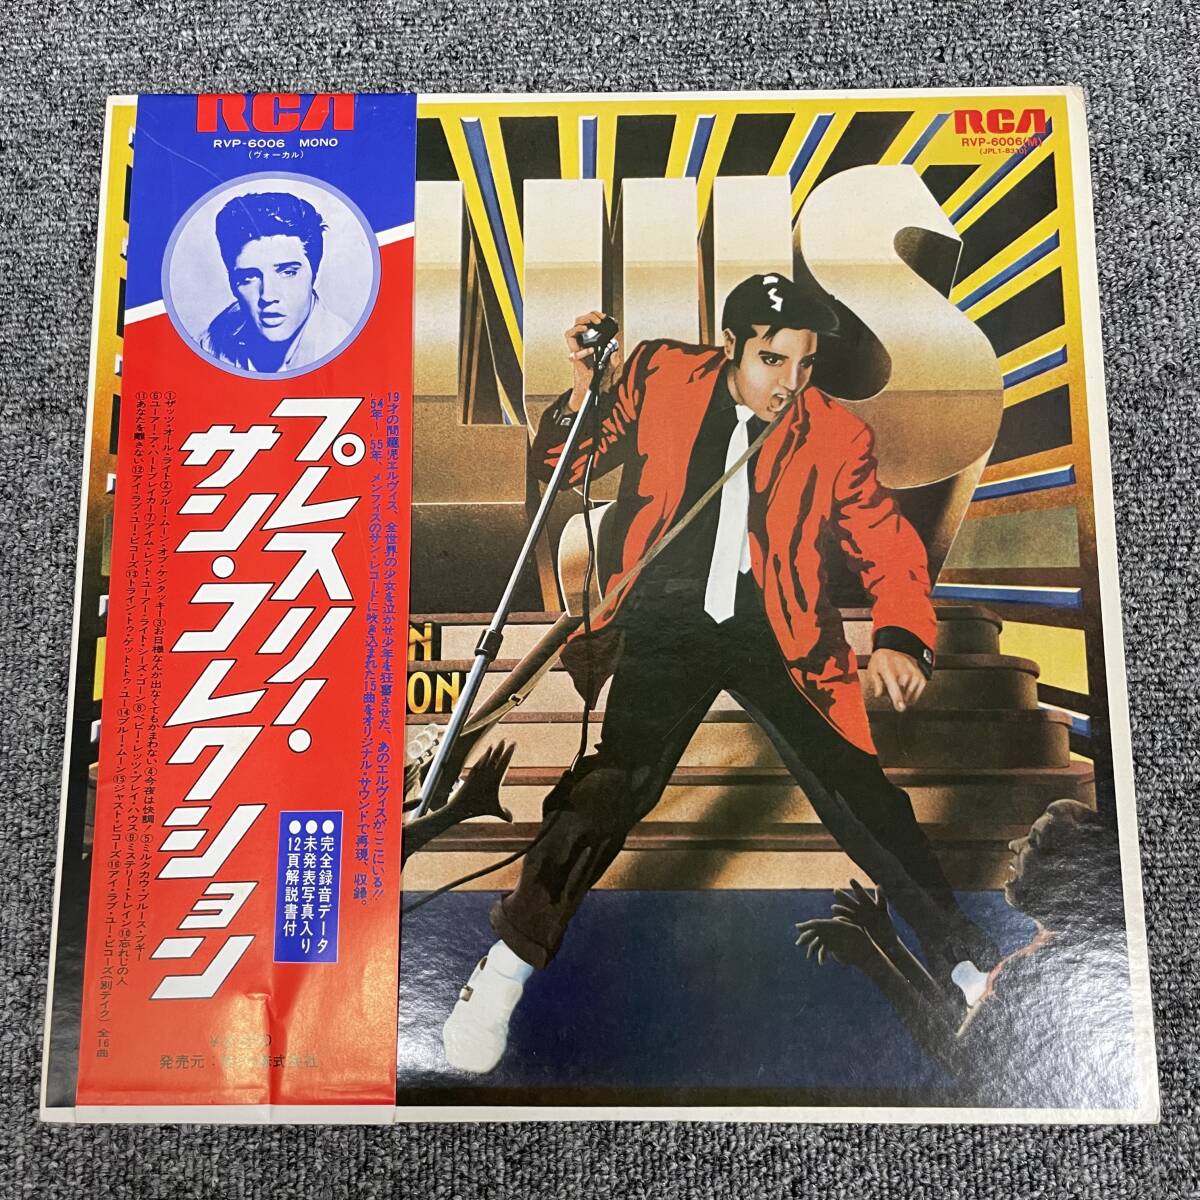 RCA
RVP-6006 MONO
(ヴォーカル)
プレスリー!
サン・コレクション
19才の問題児エルヴィス、全世界の少女を泣かせ少年を狂喜させた、あのエルヴィスがここにいる!!
'54年〜'55年、メンフィスのサン・レコードに吹き込まれた15曲をオリジナル・サウンドで再現、収録。
①ザッツ・オール・ライト②ブルー・ムーン・オブ・ケンタッキー③お日様なんか出なくてもかまわない④今夜は快調!⑤ミルクカウ・ブルース・ブギー
⑥ユーアー・ア・ハートブレイカー⑦アイム・レフト・ユーアー・ライト・シーズ・ゴーン⑧ベビー・レッツ・プレイ・ハウス⑨ミステリー・トレイン⑩忘れじの人
⑪あなたを離さない⑫アイ・ラブ・ユー・ビコーズ⑬トライン・トゥ・ゲット・トゥ・ユー⑭ブルー・ムーン⑮ジャスト・ビコーズ⑯アイ・ラブ・ユー・ビコーズ(別テイク)全16曲
●完全録音データ
●未発表写真入り
●12頁解説書付
発売元:
株式会社
RCA
RVP-6006(M)
(JPL1-8310)
VIS
N
ION